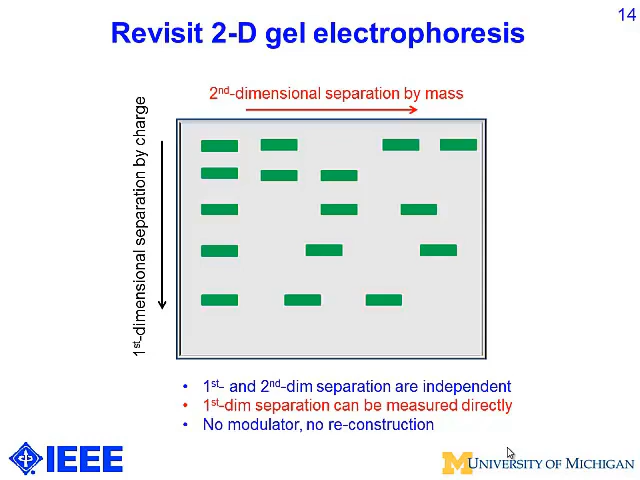 14
Revisit 2-D gel electrophoresis
2nd-dimensional separation by mass
1st-dimensional separation by charge
• 1st- and 2nd-dim separation are independent
• 1st-dim separation can be measured directly
• No modulator, no re-construction
IEEE
M UNIVERSITY OF MICHIGAN